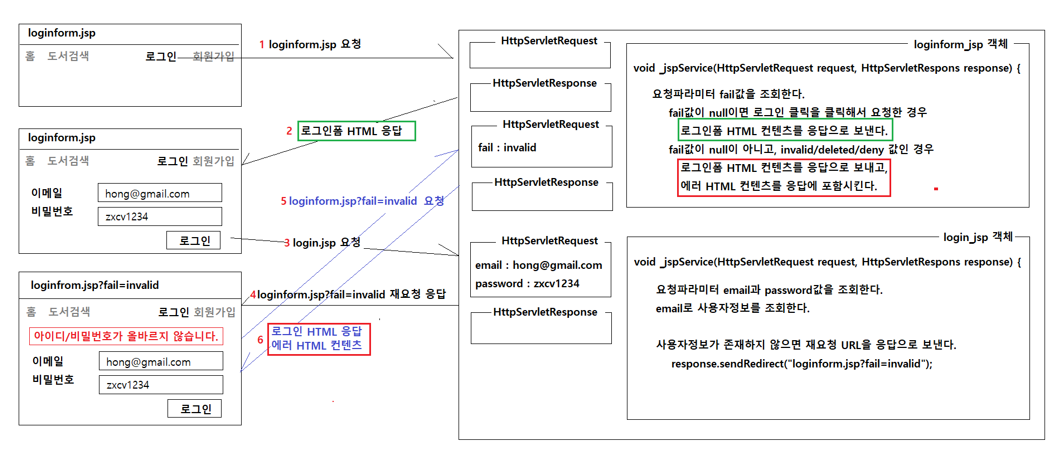 loginform.jsp
홈 도서검색 로그인 회원가입
loginform.jsp
홈 도서검색 로그인 회원가입
이메일 hong@gmail.com
비밀번호 zxcv1234
로그인
loginfrom.jsp?fail=invalid
홈 도서검색 로그인 회원가입
아이디/비밀번호가 올바르지 않습니다.
이메일 hong@gmail.com
비밀번호 zxcv1234
로그인
1 loginform.jsp 요청
2 로그인폼 HTML 응답
5 loginform.jsp?fail=invalid 요청
3 login.jsp 요청
4 loginform.jsp?fail=invalid 재요청 응답
6 로그인 HTML 응답
에러 HTML 컨텐츠
HttpServletRequest
HttpServletResponse
HttpServletRequest
fail : invalid
HttpServletResponse
HttpServletRequest
email : hong@gmail.com
password : zxcv1234
HttpServletResponse
loginform_jsp 객체
void _jspService(HttpServletRequest request, HttpServletRespons response) {
요청파라미터 fail값을 조회한다.
fail값이 null이면 로그인 클릭을 클릭해서 요청한 경우
로그인폼 HTML 컨텐츠를 응답으로 보낸다.
fail값이 null이 아니고, invalid/deleted/deny 값인 경우
로그인폼 HTML 컨텐츠를 응답으로 보내고,
에러 HTML 컨텐츠를 응답에 포함시킨다.
login_jsp 객체
void _jspService(HttpServletRequest request, HttpServletRespons response) {
요청파라미터 email과 password값을 조회한다.
email로 사용자정보를 조회한다.
사용자정보가 존재하지 않으면 재요청 URL을 응답으로 보낸다.
response.sendRedirect("loginform.jsp?fail=invalid");